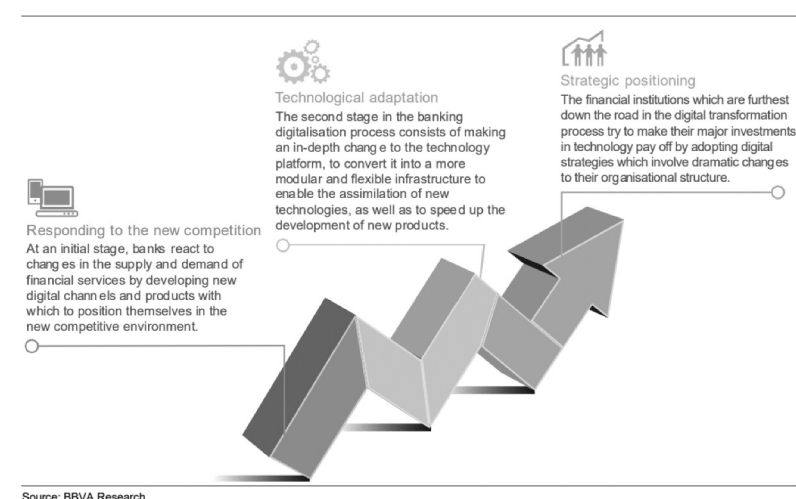 Responding to the new competition
At an initial stage, banks react to
changes in the supply and demand of
financial services by developing new
digital channels and products with
which to position themselves in the
new competitive environment.
Technological adaptation
The second stage in the banking
digitalisation process consists of making
an in-depth change to the technology
platform, to convert it into a more
modular and flexible infrastructure to
enable the assimilation of new
technologies, as well as to speed up the
development of new products.
Strategic positioning
The financial institutions which are furthest
down the road in the digital transformation
process try to make their major investments
in technology pay off by adopting digital
strategies which involve dramatic changes
to their organisational structure.
Source: BBVA Research